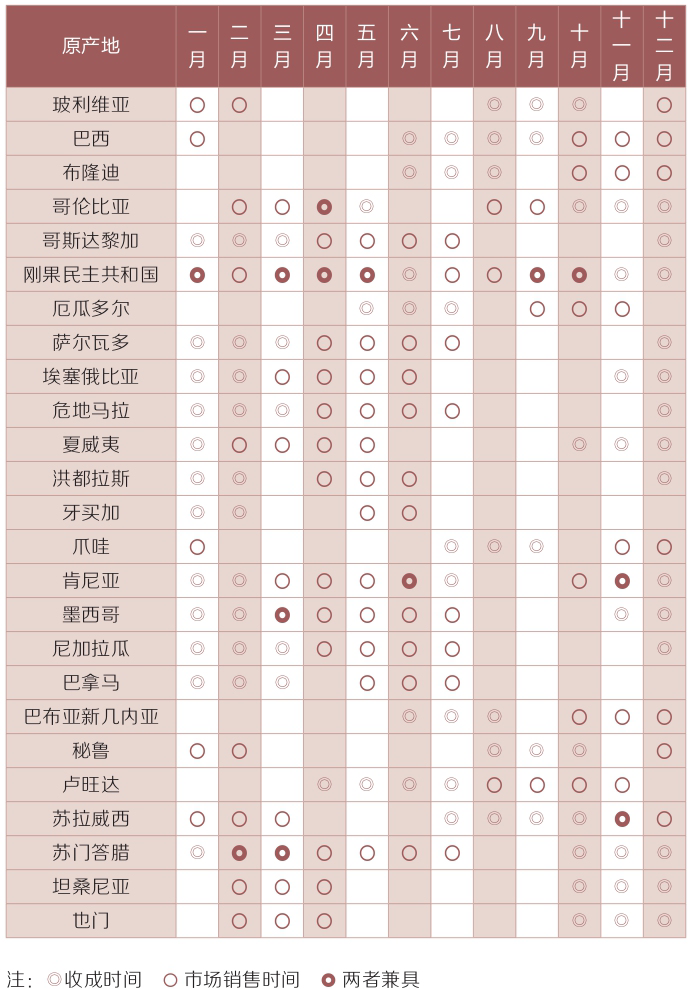 原产地 一月 二月 三月 四月 五月 六月 七月 八月 九月 十月 十一月 十二月
玻利维亚 ○ ○ ◎ ◎ ◎ ○
巴西 ○ ◎ ◎ ◎ ◎ ○ ○ ○
布隆迪 ◎ ◎ ◎ ○ ○ ○
哥伦比亚 ○ ○ ◉ ◎ ○ ○ ◎ ◎ ◎
哥斯达黎加 ◎ ◎ ◎ ○ ○ ○ ○ ◎
刚果民主共和国 ◉ ○ ◉ ◉ ◉ ◎ ○ ○ ◉ ◉ ◎ ◎
厄瓜多尔 ◎ ◎ ◎ ○ ○ ○
萨尔瓦多 ◎ ◎ ◎ ○ ○ ○ ○ ◎
埃塞俄比亚 ◎ ◎ ○ ○ ○ ○ ◎ ◎
危地马拉 ◎ ◎ ◎ ○ ○ ○ ○ ◎
夏威夷 ◎ ○ ○ ○ ○ ◎ ◎ ◎
洪都拉斯 ◎ ◎ ○ ○ ○ ◎
牙买加 ◎ ◎ ○ ○
爪哇 ○ ◎ ◎ ◎ ○ ○
肯尼亚 ◎ ◎ ○ ○ ○ ◉ ◎ ○ ◉ ◎
墨西哥 ◎ ◎ ◉ ○ ○ ○ ○ ◎ ◎
尼加拉瓜 ◎ ◎ ◎ ○ ○ ○ ○ ◎
巴拿马 ◎ ◎ ◎ ○ ○ ○
巴布亚新几内亚 ◎ ◎ ◎ ○ ○ ○
秘鲁 ○ ○ ◎ ◎ ◎ ○
卢旺达 ◎ ◎ ◎ ◎ ○ ○ ○ ○
苏拉威西 ○ ○ ○ ◎ ◎ ◎ ◎ ◉ ○
苏门答腊 ◎ ◉ ◉ ○ ○ ○ ○ ◎ ◎ ◎
坦桑尼亚 ○ ○ ○ ◎ ◎ ◎
也门 ○ ○ ○ ◎ ◎ ◎
注：◎收成时间 ○ 市场销售时间 ◉ 两者兼具